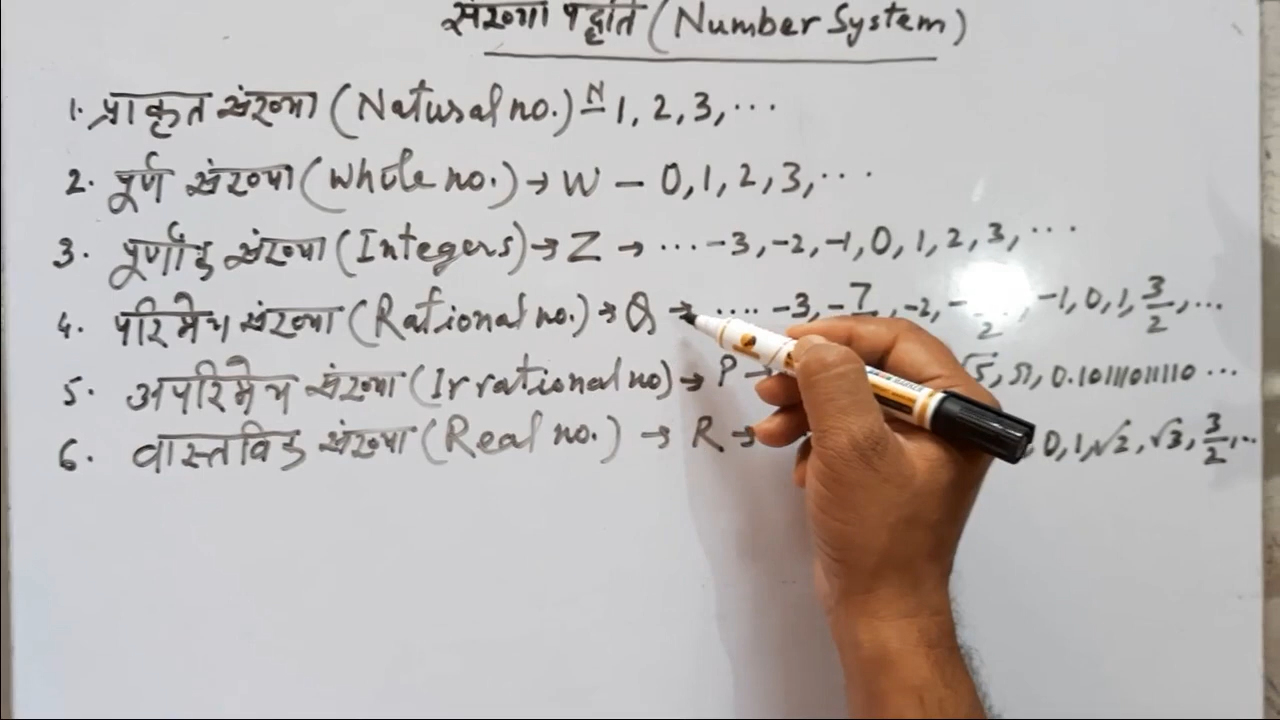 संख्या पद्धति (Number System)
1. प्राकृत संख्या (Natural no.) N 1, 2, 3, ...
2. पूर्ण संख्या (Whole no.) → W – 0, 1, 2, 3, ...
3. पूर्णांक संख्या (Integers) → Z → ... -3, -2, -1, 0, 1, 2, 3, ...
4. परिमेय संख्या (Rational no.) → Q → .... -3, -7, -2, - 2, -1, 0, 1, 3/2, ...
5. अपरिमेय संख्या (Irrational no) → P → √5, π, 0.1011101110 ...
6. वास्तविक संख्या (Real no.) → R → , 0, 1, √2, √3, 3/2, ..